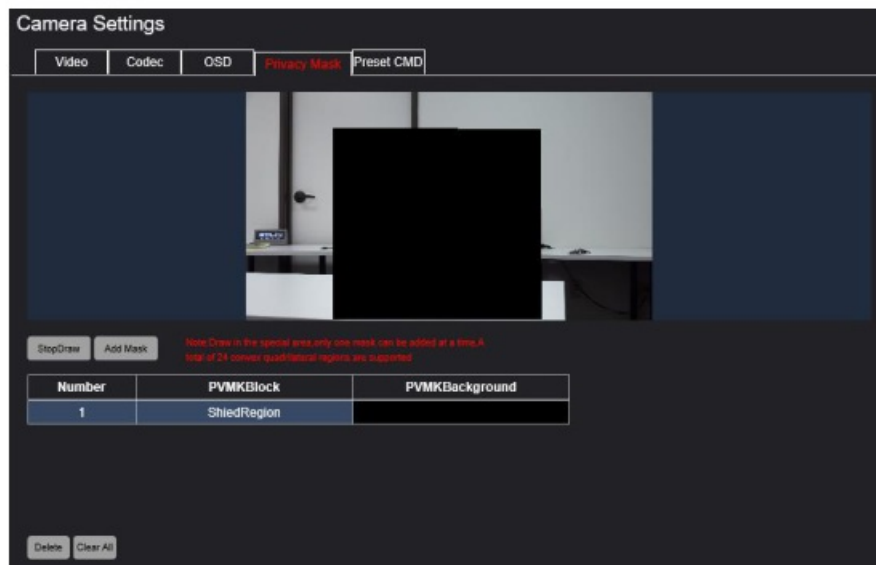 Camera Settings
Video Codec OSD Privacy Mask Preset CMD
StopDraw Add Mask Note:Draw in the special area,only one mask can be added at a time,A
total of 24 convox quadrilateral regions are supported
Number PVMKBlock PVMKBackground
1 ShiedRegion
Delete Clear All